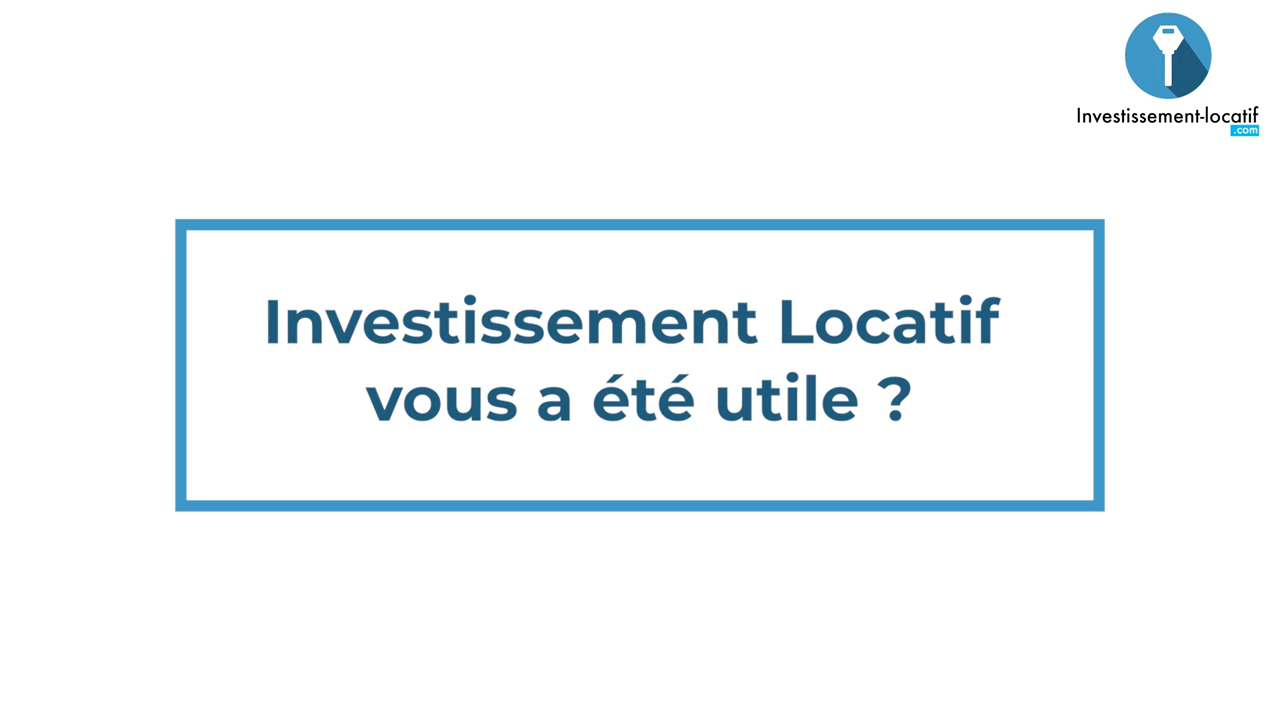 Investissement-locatif
.com
Investissement Locatif
vous a été utile ?